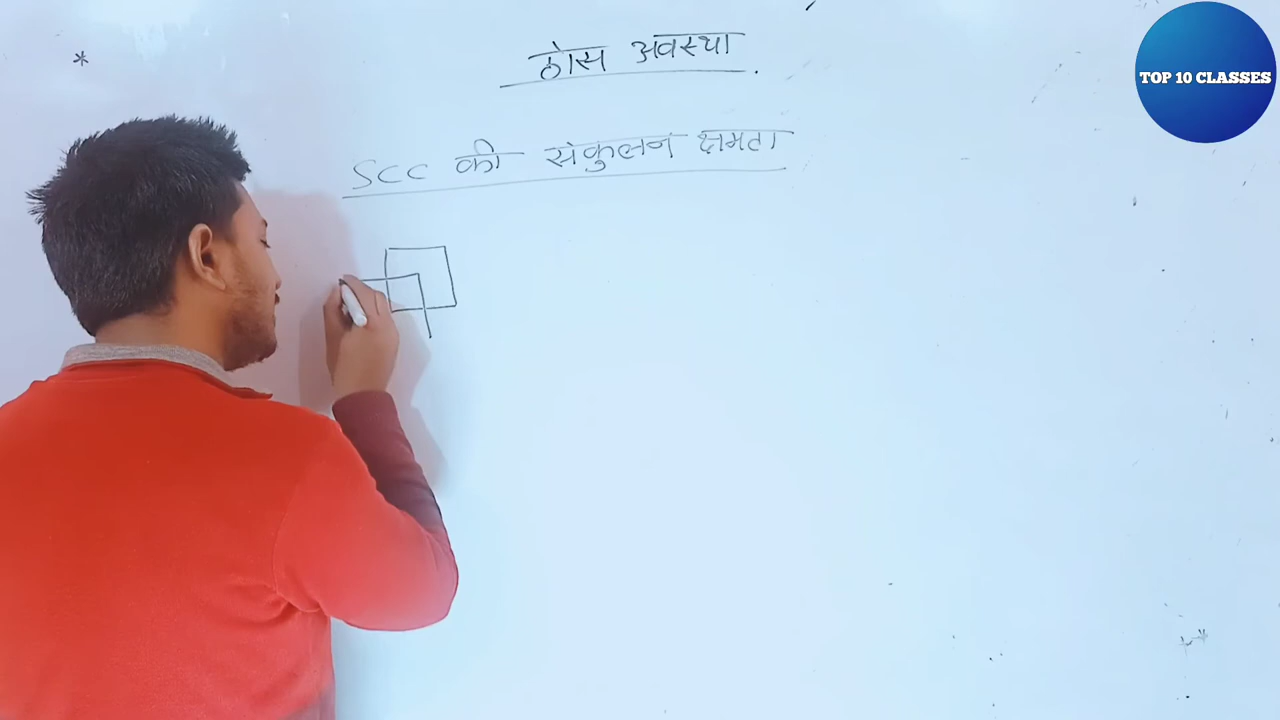 TOP 10 CLASSES
ठोस अवस्था
SCC की संकुलन क्षमता